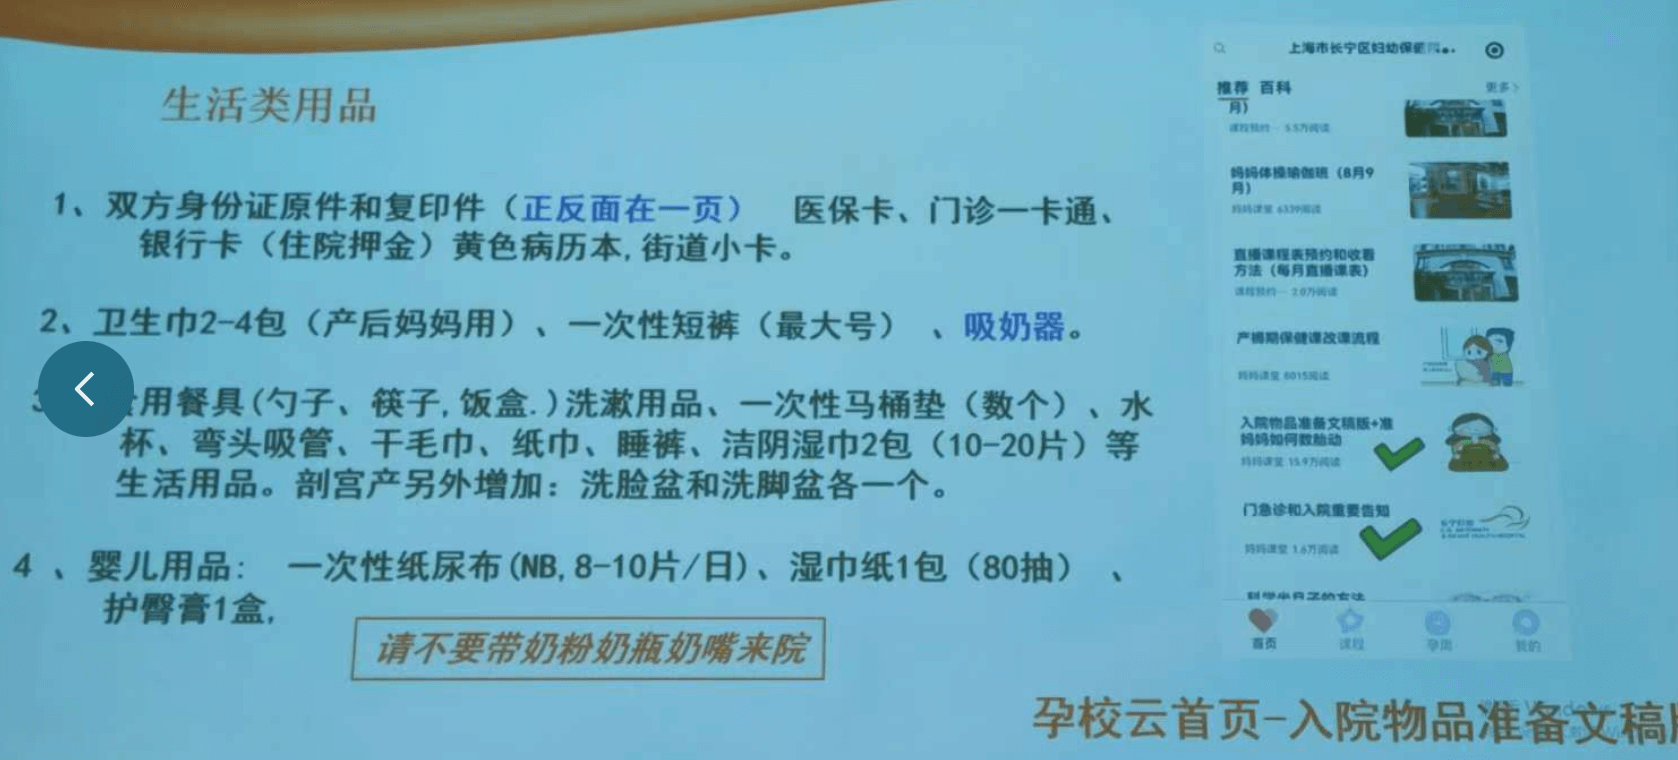 生活类用品
1、双方身份证原件和复印件（正反面在一页） 医保卡、门诊一卡通、
银行卡（住院押金）黄色病历本,街道小卡。
2、卫生巾2-4包（产后妈妈用）、一次性短裤（最大号） 、吸奶器。
用餐具(勺子、筷子,饭盒.)洗漱用品、一次性马桶垫（数个）、水
杯、弯头吸管、干毛巾、纸巾、睡裤、洁阴湿巾2包（10-20片）等
生活用品。剖宫产另外增加：洗脸盆和洗脚盆各一个。
4 、婴儿用品: 一次性纸尿布(NB,8-10片/日)、湿巾纸1包（80抽） 、
护臀膏1盒,
请不要带奶粉奶瓶奶嘴来院
上海市长宁区妇幼保健
推荐 百科
更多
月）
课程预约 5.5万阅读
妈妈体操瑜伽班（8月9
月）
妈妈课堂 6339阅读
直播课程表预约和收看
方法（每月直播课表）
课程预约 2.0万阅读
产褥期保健课改课流程
妈妈课堂 6015阅读
入院物品准备文稿版+准
妈妈如何数胎动
妈妈课堂 15.9万阅读
门急诊和入院重要告知
妈妈课堂 1.6万阅读
科学坐月子的方法
首页 课程 孕周 我的
孕校云首页-入院物品准备文稿版